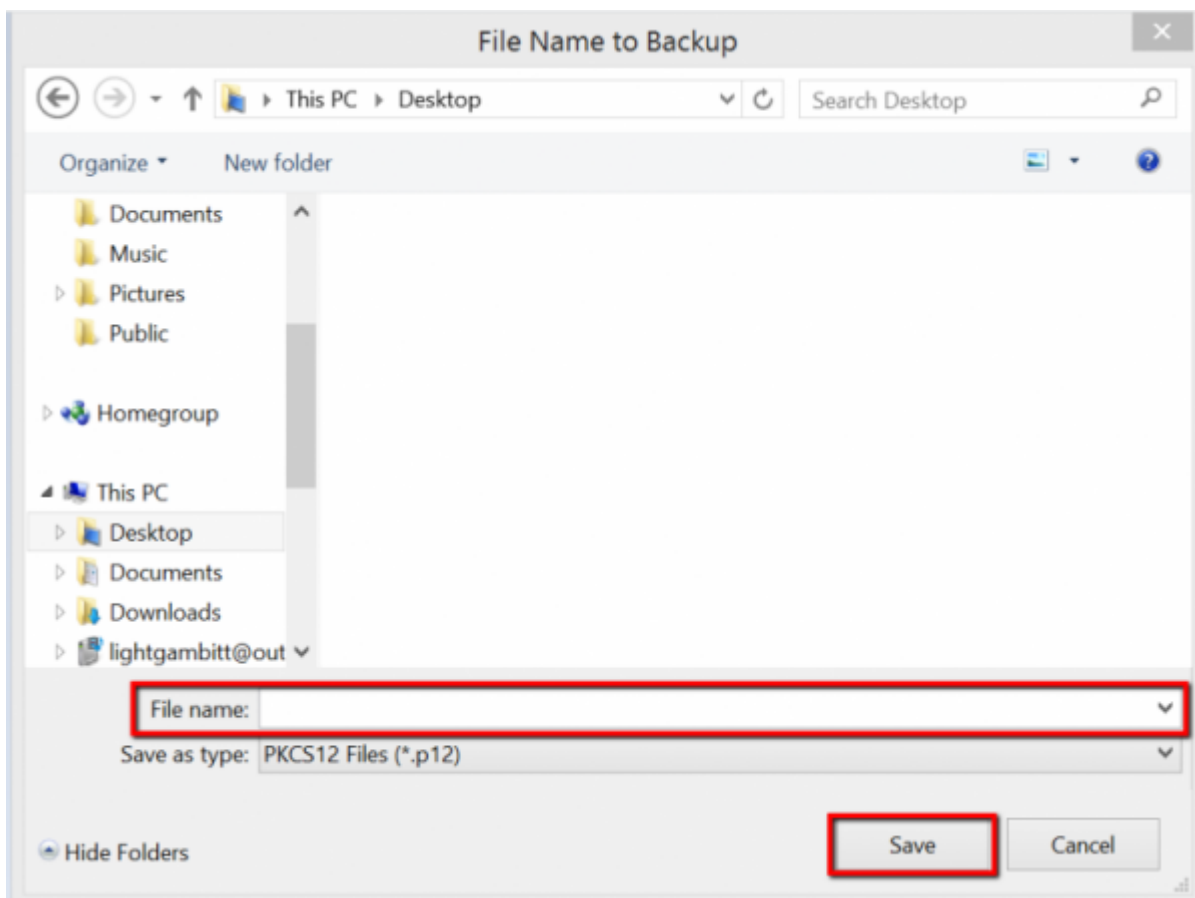 File Name to Backup
This PC Desktop
Search Desktop
Organize
New folder
Documents
Music
Pictures
Public
Homegroup
This PC
Desktop
Documents
Downloads
lightgambitt@out
File name:
Save as type: PKCS12 Files (*.p12)
Hide Folders
Save
Cancel